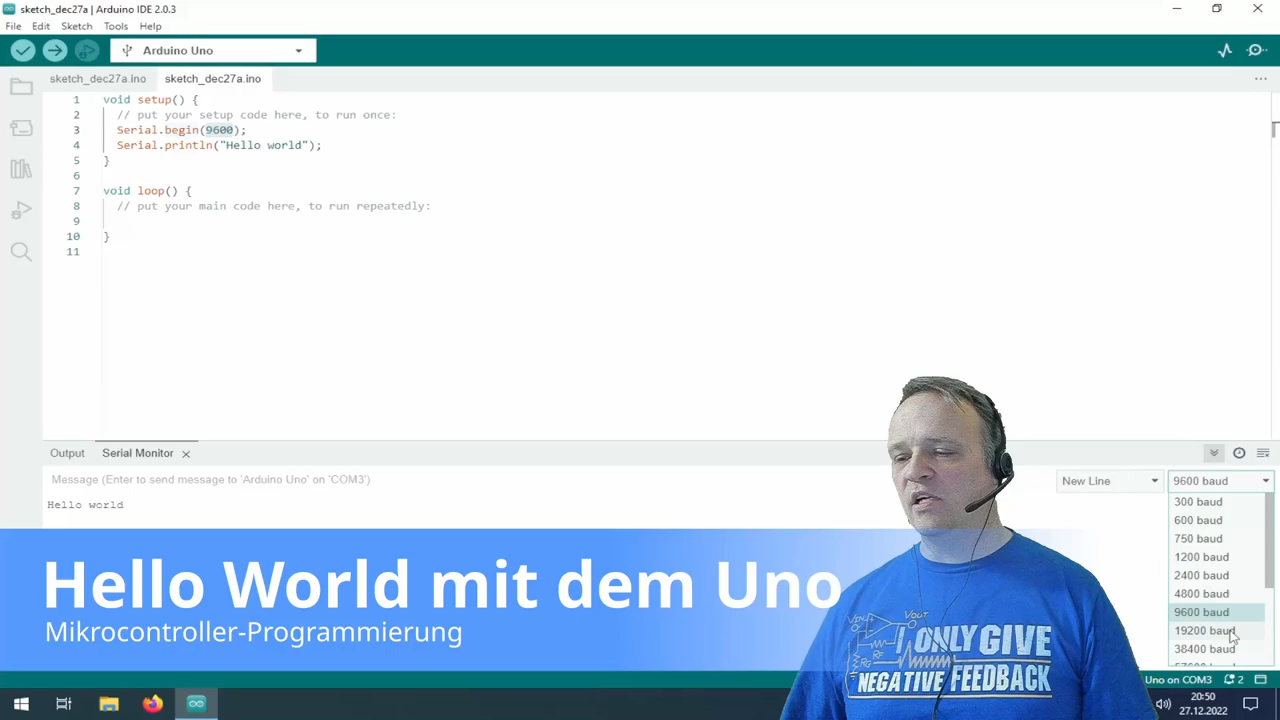 sketch_dec27a | Arduino IDE 2.0.3
File Edit Sketch Tools Help
Arduino Uno
sketch_dec27a.ino sketch_dec27a.ino
1 void setup() {
2 // put your setup code here, to run once:
3 Serial.begin(9600);
4 Serial.println("Hello world");
5 }
6
7 void loop() {
8 // put your main code here, to run repeatedly:
9
10 }
11
Output Serial Monitor
Message (Enter to send message to 'Arduino Uno' on 'COM3')
New Line 9600 baud
Hello world
300 baud
600 baud
750 baud
1200 baud
2400 baud
4800 baud
9600 baud
19200 baud
38400 baud
Hello World mit dem Uno
Mikrocontroller-Programmierung
VOUT
RF
RG
I ONLY GIVE
NEGATIVE FEEDBACK
Uno on COM3 2
20:50
27.12.2022